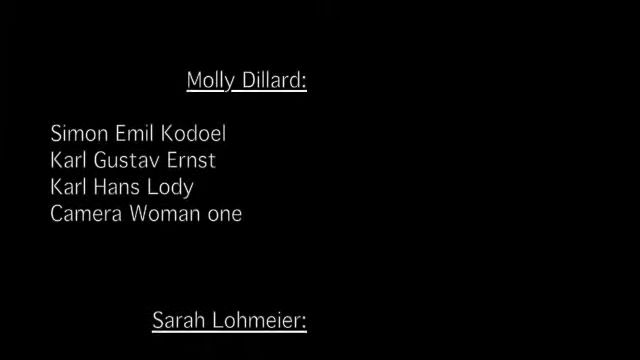 Molly Dillard:
Simon Emil Kodoel
Karl Gustav Ernst
Karl Hans Lody
Camera Woman one
Sarah Lohmeier: